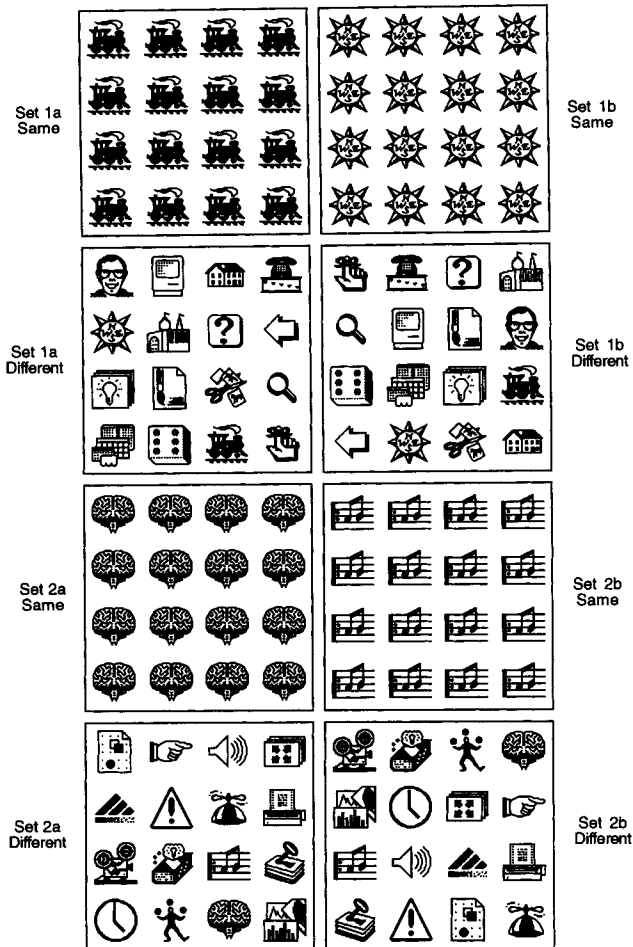 Set 1a
Same
Set 1b
Same
Set 1a
Different
Set 1b
Different
Set 2a
Same
Set 2b
Same
Set 2a
Different
Set 2b
Different